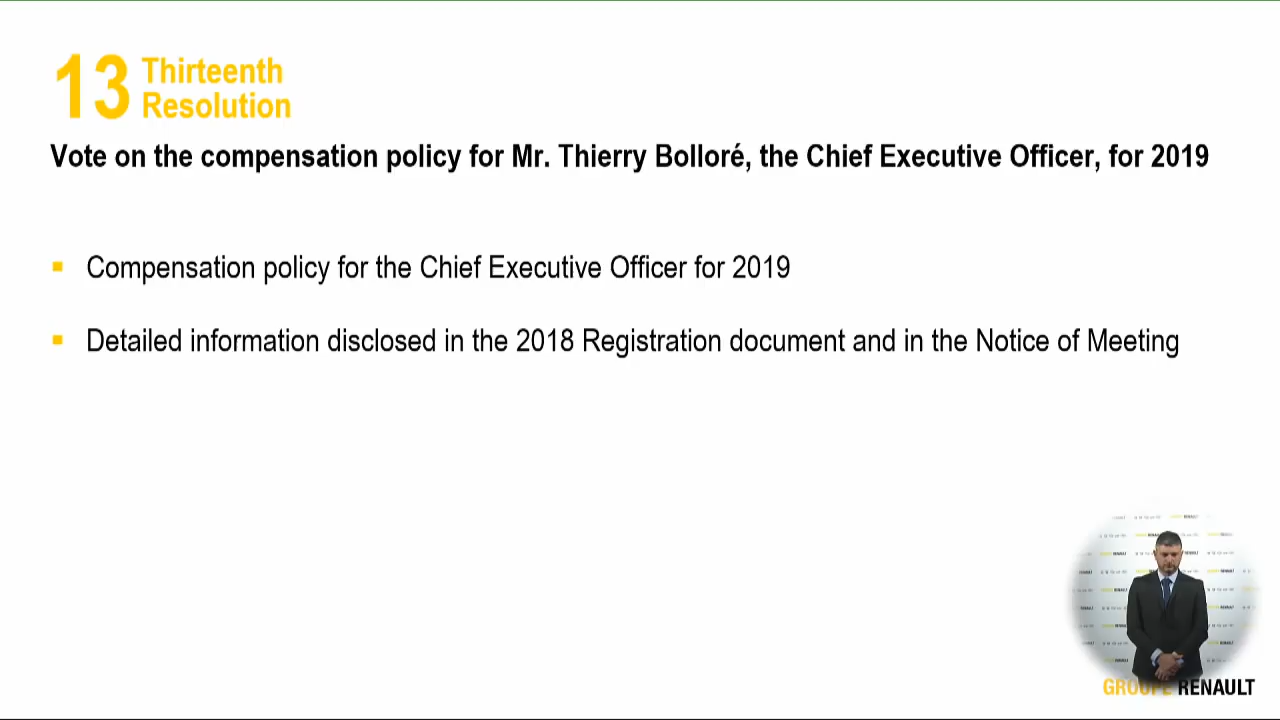 13 Thirteenth
Resolution
Vote on the compensation policy for Mr. Thierry Bolloré, the Chief Executive Officer, for 2019
Compensation policy for the Chief Executive Officer for 2019
Detailed information disclosed in the 2018 Registration document and in the Notice of Meeting
GROUPE RENAULT